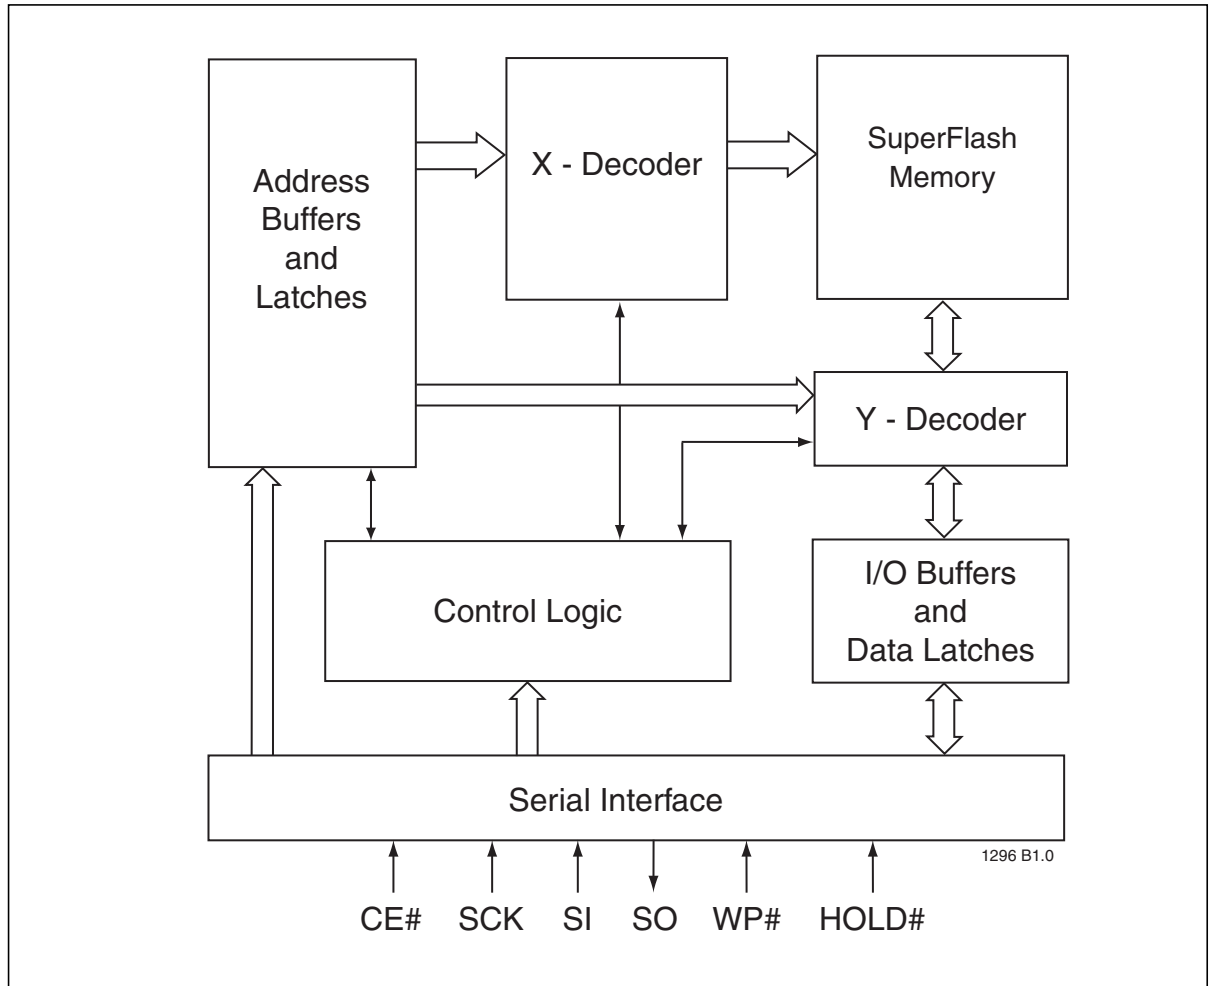 Address
Buffers
and
Latches
X - Decoder
SuperFlash
Memory
Y - Decoder
Control Logic
I/O Buffers
and
Data Latches
Serial Interface
1296 B1.0
CE# SCK SI SO WP# HOLD#